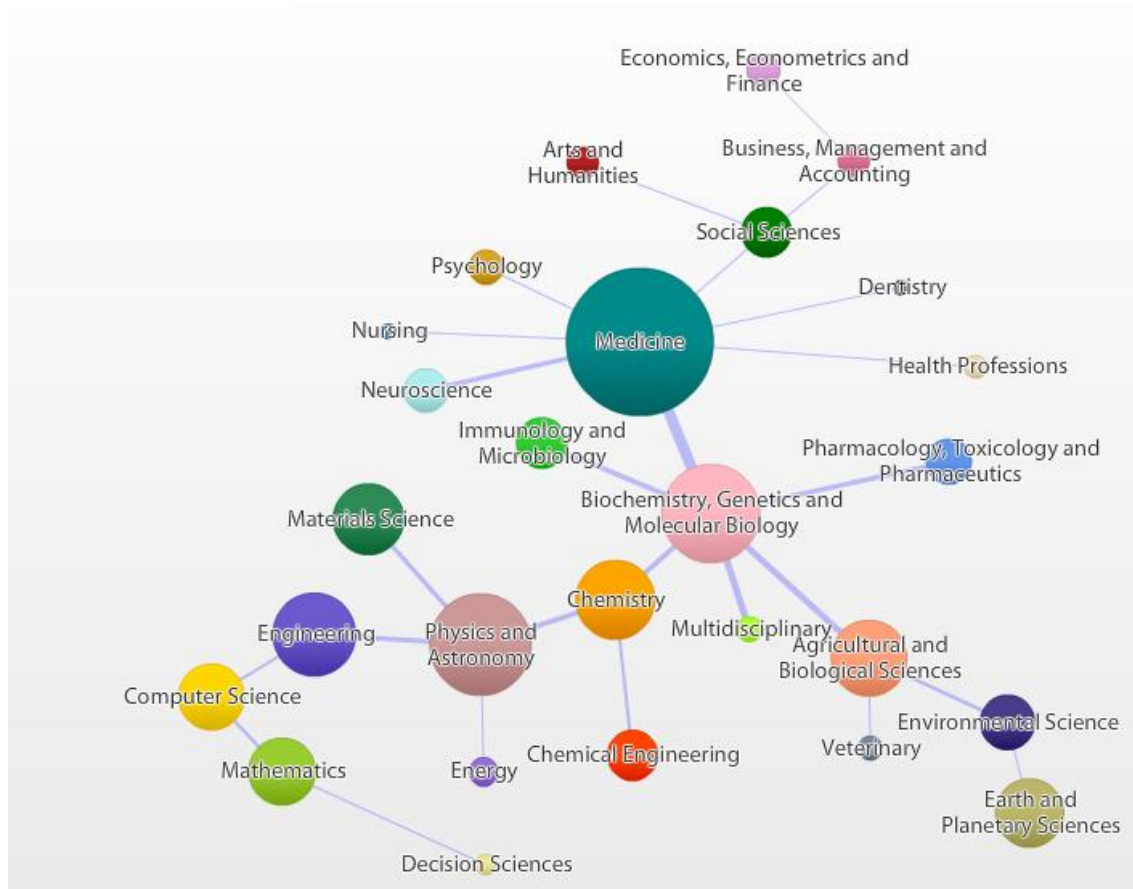 Economics, Econometrics and
Finance
Arts and
Humanities
Business, Management and
Accounting
Social Sciences
Psychology
Dentistry
Nursing
Medicine
Health Professions
Neuroscience
Immunology and
Microbiology
Pharmacology, Toxicology and
Pharmaceutics
Biochemistry, Genetics and
Molecular Biology
Materials Science
Chemistry
Engineering
Physics and
Astronomy
Multidisciplinary
Agricultural and
Biological Sciences
Computer Science
Environmental Science
Veterinary
Chemical Engineering
Mathematics
Energy
Earth and
Planetary Sciences
Decision Sciences